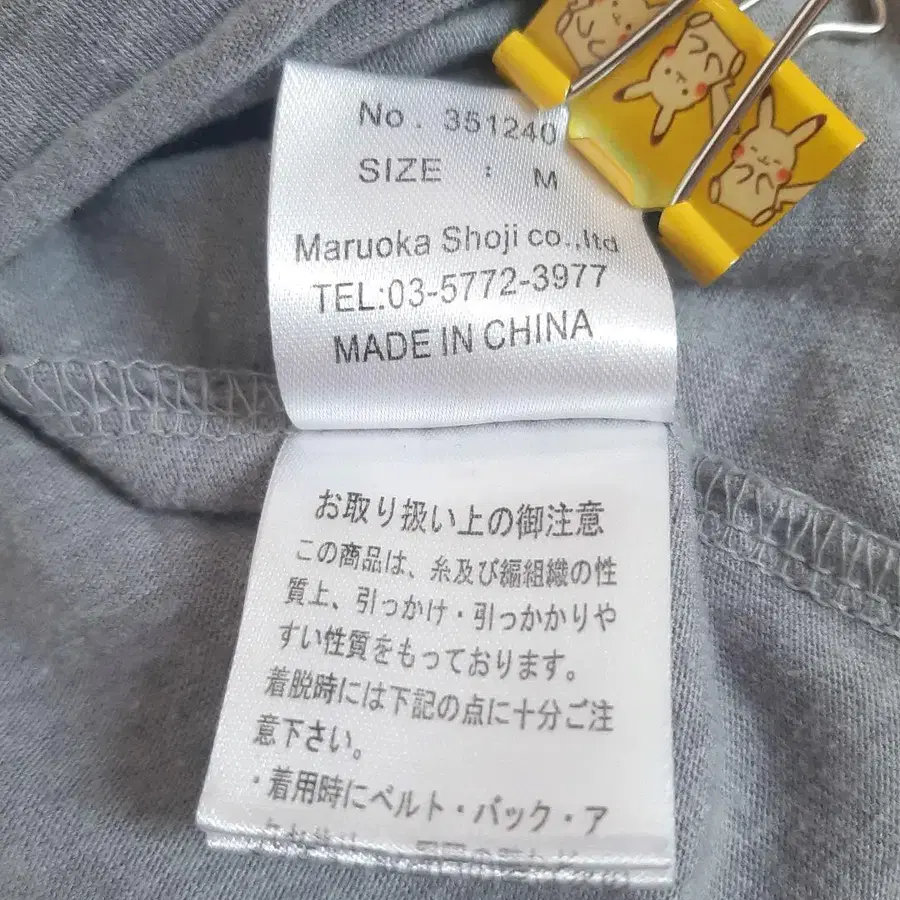 No. 351240
SIZE : M
Maruoka Shoji co.,ltd
TEL:03-5772-3977
MADE IN CHINA
お取り扱い上の御注意
この商品は、糸及び編組織の性
質上、引っかけ・引っかかりや
すい性質をもっております。
着脱時には下記の点に十分ご注
意下さい。
・着用時にベルト・バック・ア